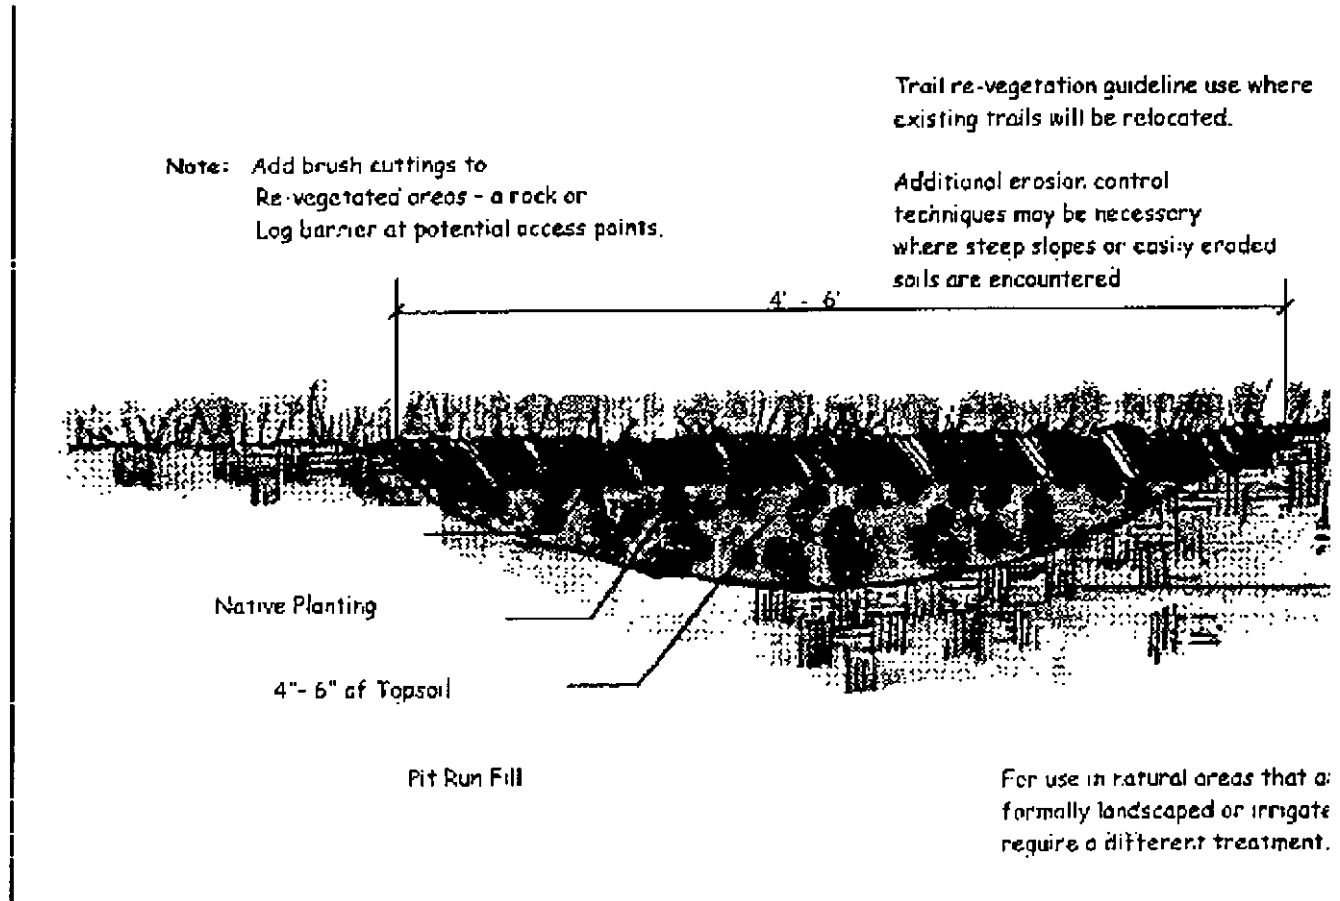 Trail re-vegetation guideline use where
existing trails will be relocated.
Note: Add brush cuttings to
Re-vegetated areas - a rock or
Log barrier at potential access points.
Additional erosion control
techniques may be necessary
where steep slopes or easily eroded
soils are encountered
4' - 6'
Native Planting
4"- 6" of Topsoil
Pit Run Fill
For use in natural areas that
formally landscaped or
require a different treatment.